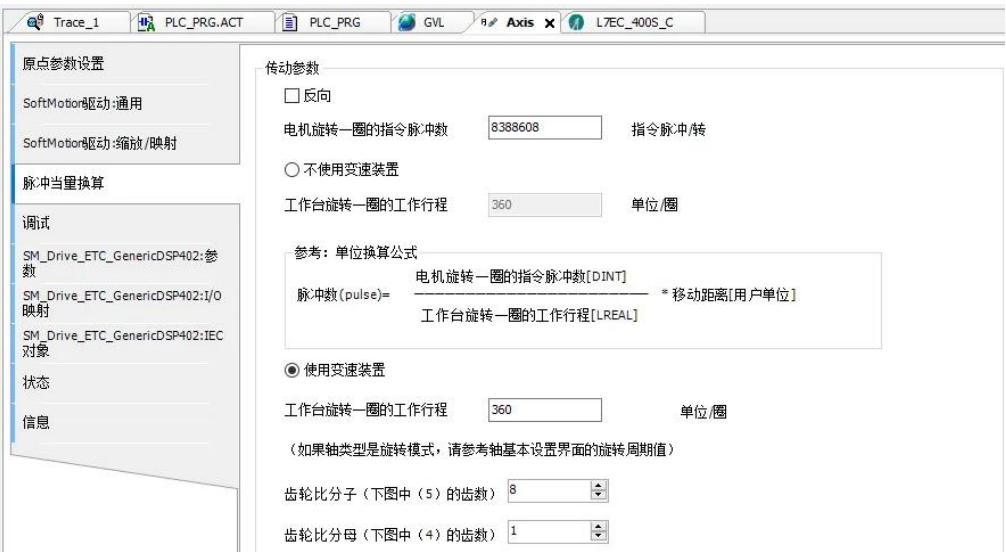 Trace_1 PLC_PRG.ACT PLC_PRG GVL Axis x L7EC_400S_C
原点参数设置
SoftMotion驱动:通用
SoftMotion驱动:缩放/映射
脉冲当量换算
调试
SM_Drive_ETC_GenericDSP402:参
数
SM_Drive_ETC_GenericDSP402:I/O
映射
SM_Drive_ETC_GenericDSP402:IEC
对象
状态
信息
传动参数
反向
电机旋转一圈的指令脉冲数 8388608 指令脉冲/转
不使用变速装置
工作台旋转一圈的工作行程 360 单位/圈
参考：单位换算公式
电机旋转一圈的指令脉冲数[DINT]
脉冲数(pulse)= * 移动距离[用户单位]
工作台旋转一圈的工作行程[LREAL]
使用变速装置
工作台旋转一圈的工作行程 360 单位/圈
（如果轴类型是旋转模式，请参考轴基本设置界面的旋转周期值）
齿轮比分子（下图中（5）的齿数） 8
齿轮比分母（下图中（4）的齿数） 1